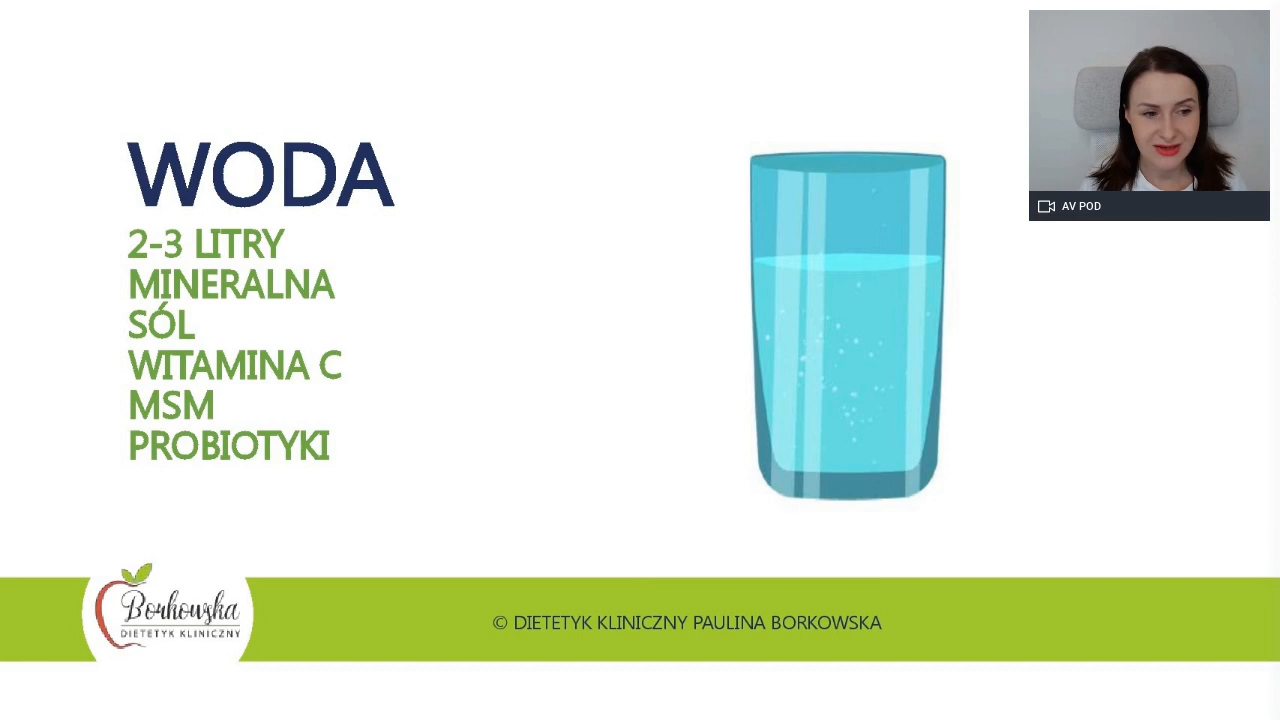 WODA
2-3 LITRY
MINERALNA
SÓL
WITAMINA C
MSM
PROBIOTYKI
AV POD
Borkowska
DIETETYK KLINICZNY
© DIETETYK KLINICZNY PAULINA BORKOWSKA